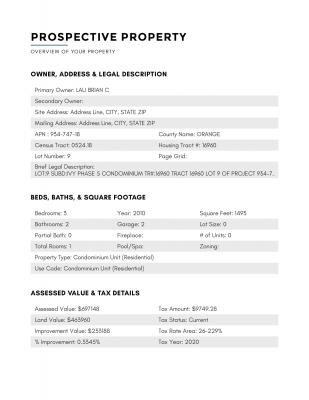 PROSPECTIVE PROPERTY
OVERVIEW OF YOUR PROPERTY
OWNER, ADDRESS & LEGAL DESCRIPTION
Primary Owner: LAU BRIAN C
Secondary Owner:
Site Address: Address Line, CITY, STATE ZIP
Mailing Address: Address Line, CITY, STATE ZIP
APN : 934-747-18 County Name: ORANGE
Census Tract: 0524.18 Housing Tract #: 16960
Lot Number: 9 Page Grid:
Brief Legal Description:
LOT:9 SUBD:IVY PHASE 5 CONDOMINIUM TR#:16960 TRACT 16960 LOT 9 OF PROJECT 934-7..
BEDS, BATHS, & SQUARE FOOTAGE
Bedrooms: 3 Year: 2010 Square Feet: 1493
Bathrooms: 2 Garage: 2 Lot Size: 0
Partial Bath: 0 Fireplace: # of Units: 0
Total Rooms: 1 Pool/Spa: Zoning:
Property Type: Condominium Unit (Residential)
Use Code: Condominium Unit (Residential)
ASSESSED VALUE & TAX DETAILS
Assessed Value: $697148 Tax Amount: $9749.28
Land Value: $463960 Tax Status: Current
Improvement Value: $233188 Tax Rate Area: 26-229%
% Improvement: 0.3345% Tax Year: 2020